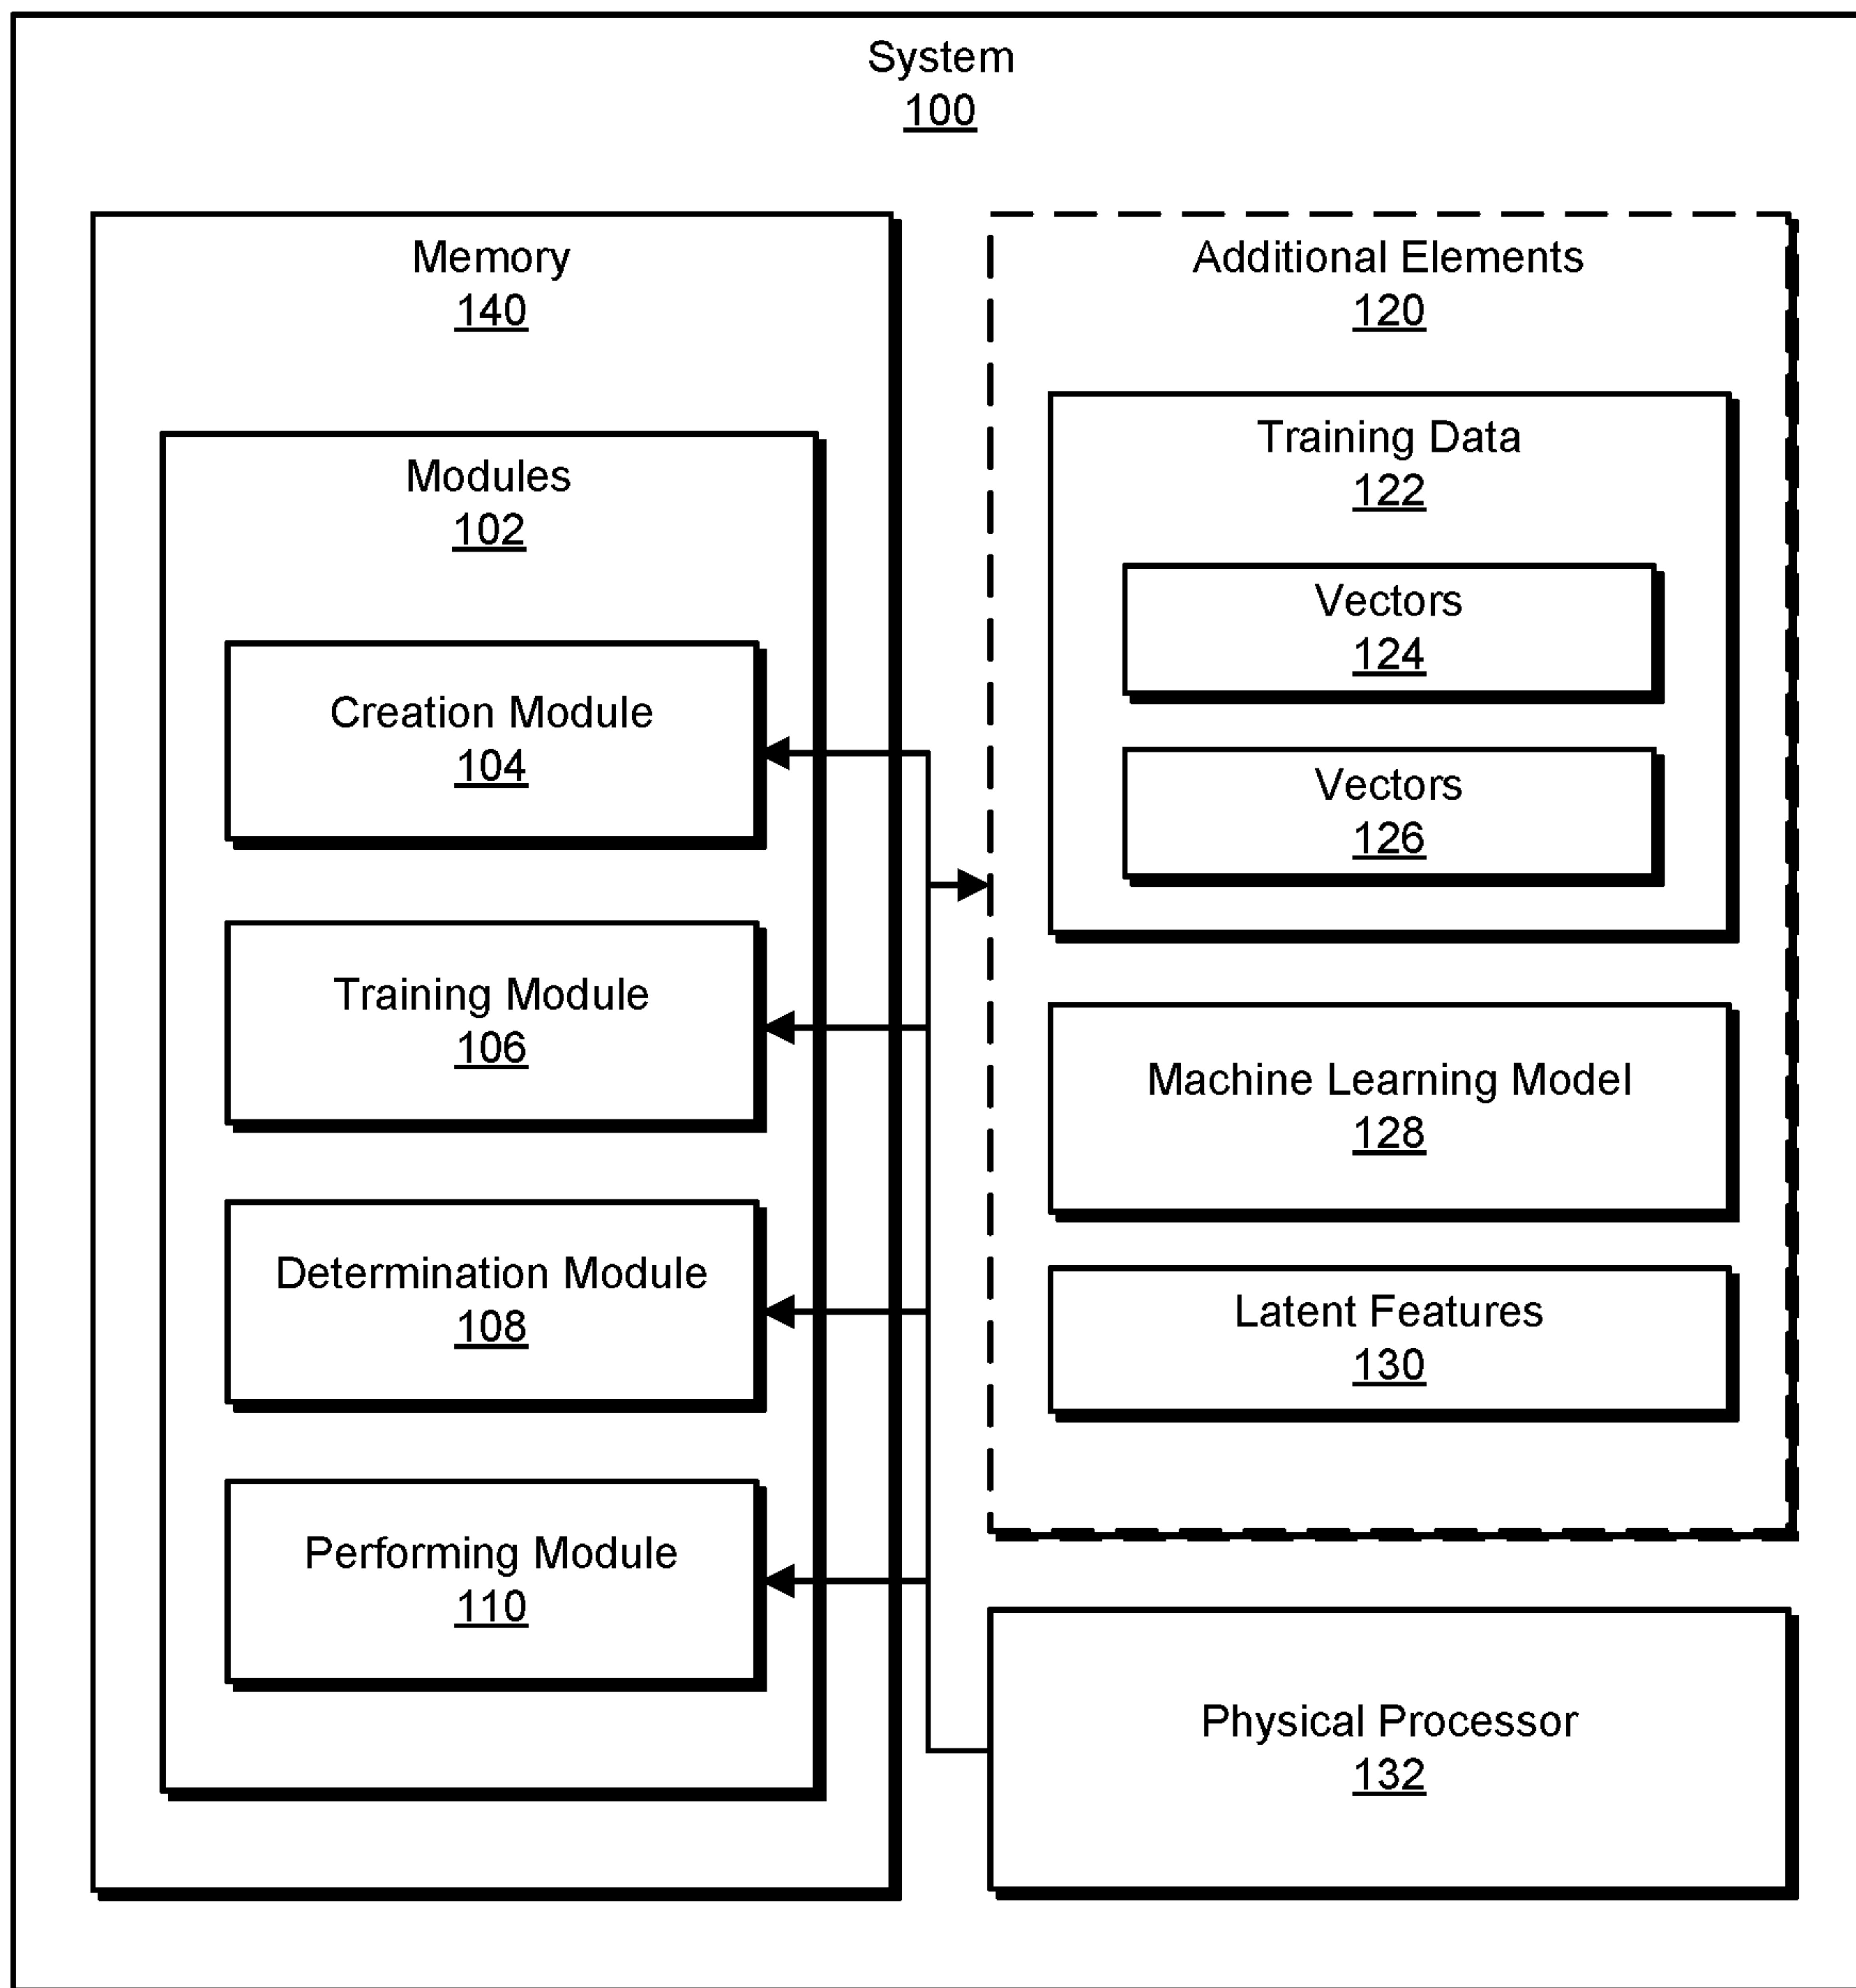 System
100
Memory
140
Modules
102
Creation Module
104
Training Module
106
Determination Module
108
Performing Module
110
Additional Elements
120
Training Data
122
Vectors
124
Vectors
126
Machine Learning Model
128
Latent Features
130
Physical Processor
132